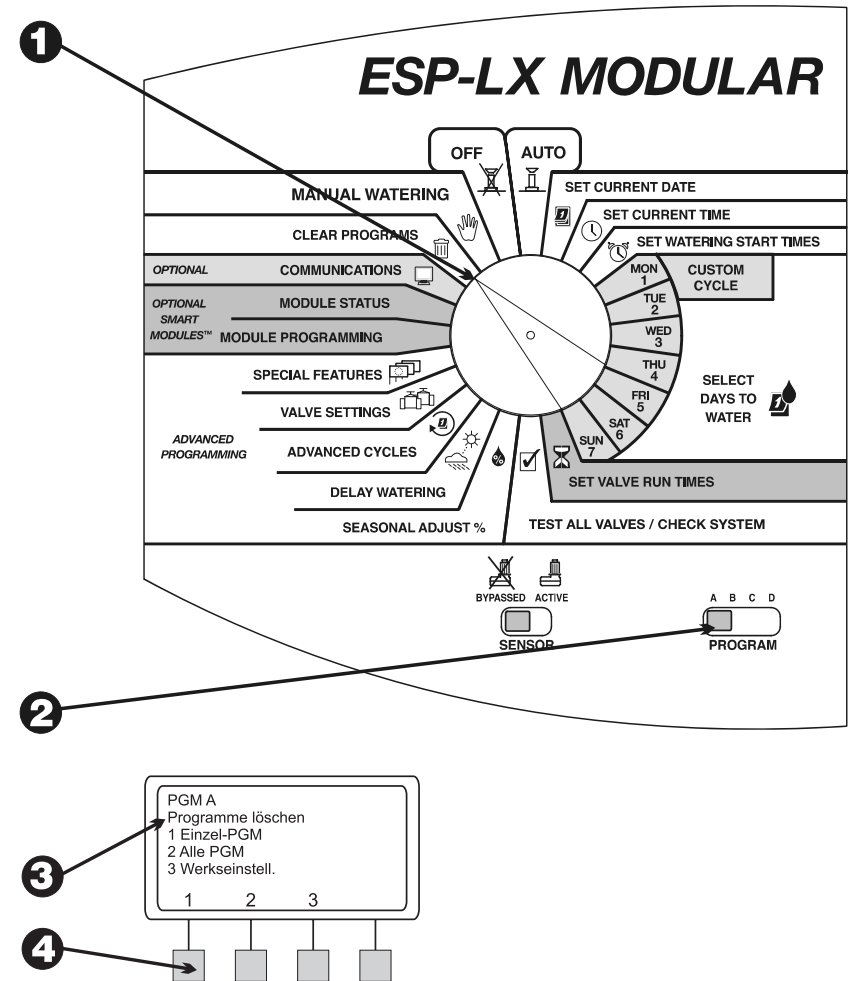 1
ESP-LX MODULAR
OFF
AUTO
MANUAL WATERING
SET CURRENT DATE
CLEAR PROGRAMS
SET CURRENT TIME
SET WATERING START TIMES
OPTIONAL
COMMUNICATIONS
MON
1
CUSTOM
CYCLE
OPTIONAL
SMART
MODULES™
MODULE STATUS
MODULE PROGRAMMING
TUE
2
WED
3
THU
4
FRI
5
SAT
6
SUN
7
SELECT
DAYS TO
WATER
SPECIAL FEATURES
VALVE SETTINGS
ADVANCED
PROGRAMMING
ADVANCED CYCLES
DELAY WATERING
SEASONAL ADJUST %
SET VALVE RUN TIMES
TEST ALL VALVES / CHECK SYSTEM
BYPASSED ACTIVE
SENSOR
A B C D
PROGRAM
2
PGM A
Programme löschen
1 Einzel-PGM
2 Alle PGM
3 Werkseinstell.
1 2 3
3
4